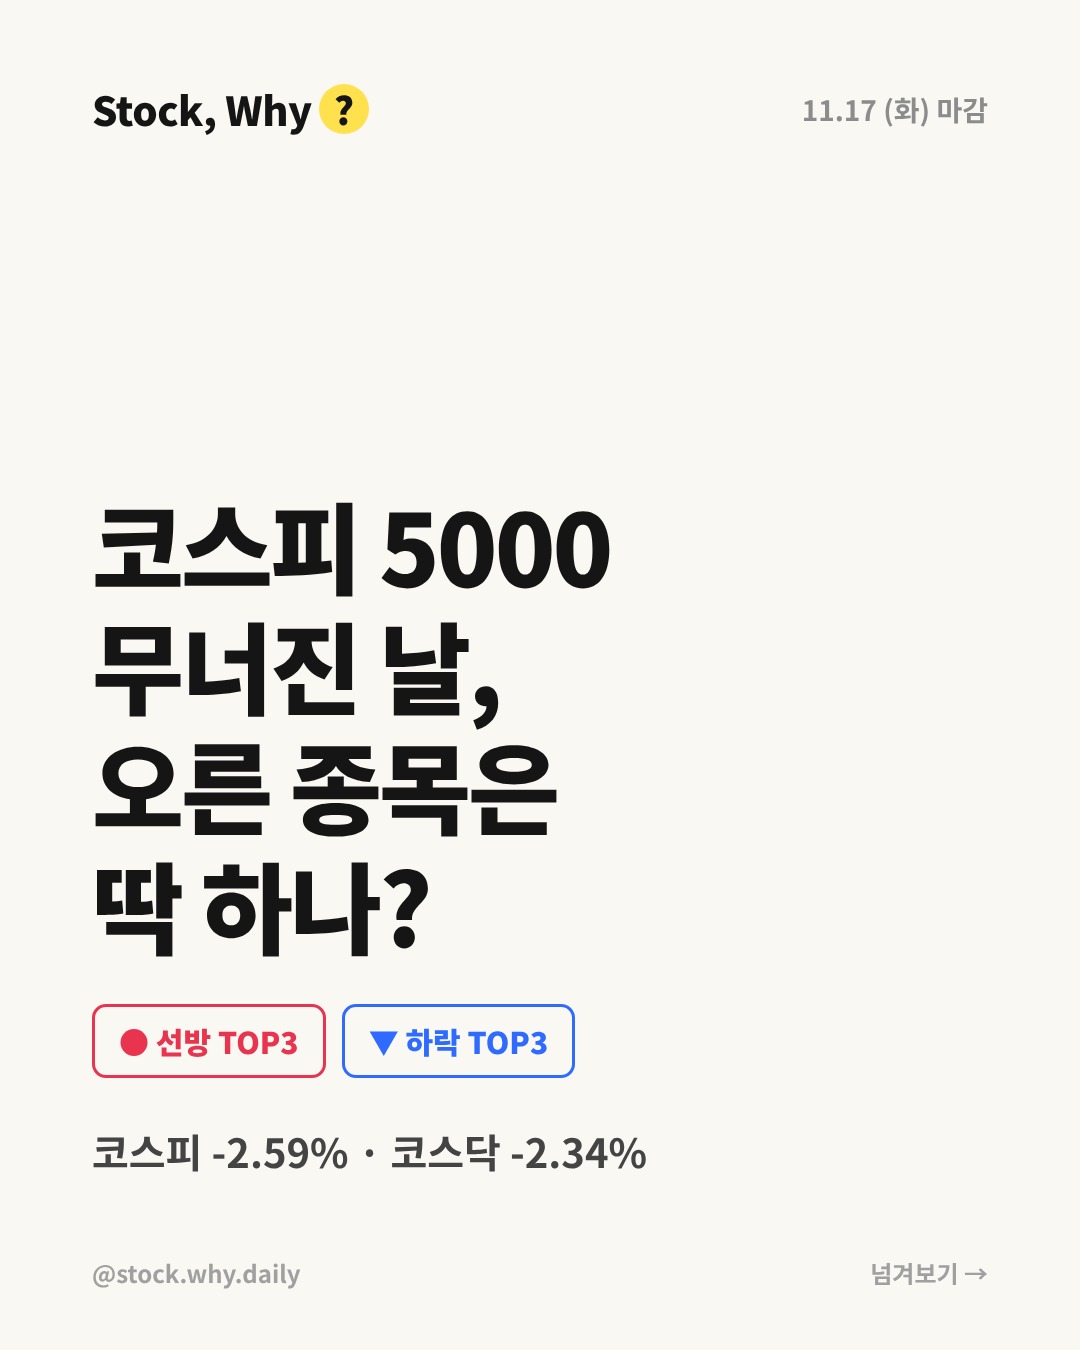 Stock, Why ?
11.17 (화) 마감
코스피 5000
무너진 날,
오른 종목은
딱 하나?
● 선방 TOP3
▼ 하락 TOP3
코스피 -2.59% · 코스닥 -2.34%
@stock.why.daily
넘겨보기 →